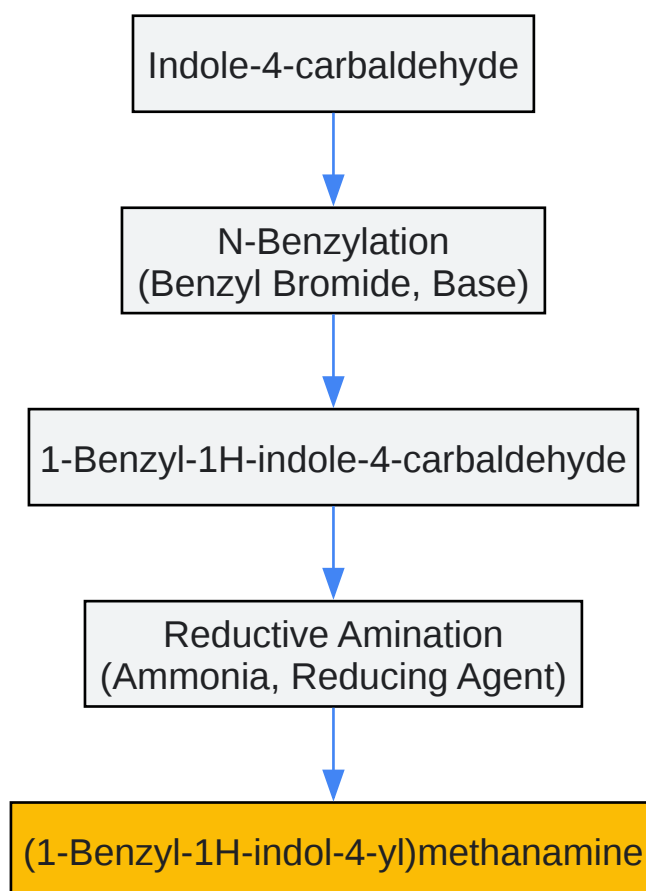 Indole-4-carbaldehyde
N-Benzylation
(Benzyl Bromide, Base)
1-Benzyl-1H-indole-4-carbaldehyde
Reductive Amination
(Ammonia, Reducing Agent)
(1-Benzyl-1H-indol-4-yl)methanamine